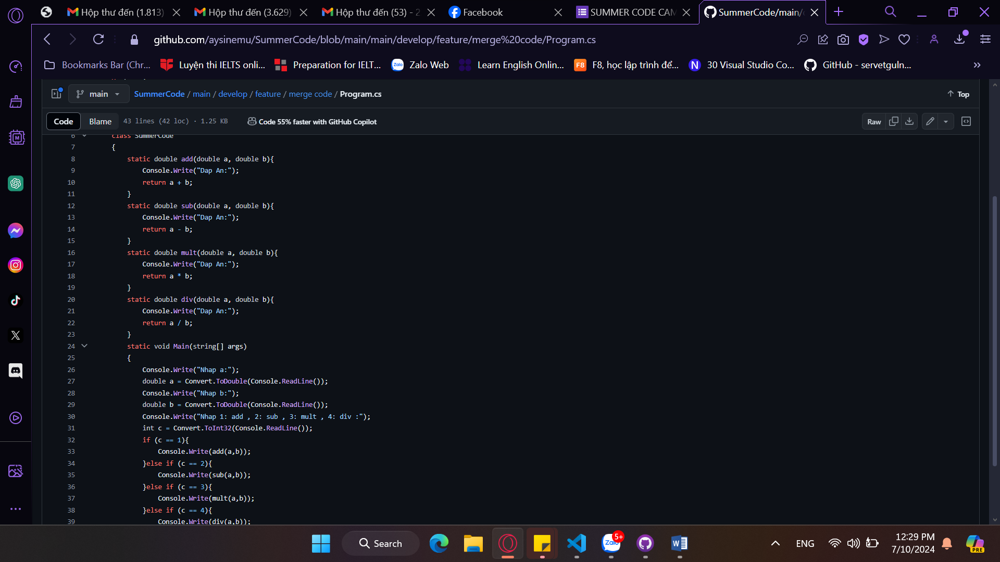 Hộp thư đến (1.813)
Hộp thư đến (3.629)
Hộp thư đến (53) - 2
Facebook
SUMMER CODE CAM
SummerCode/main/
github.com/aysinemu/SummerCode/blob/main/main/develop/feature/merge%20code/Program.cs
Bookmarks Bar (Chr...
Luyện thi IELTS onli...
Preparation for IELT...
Zalo Web
Learn English Onlin...
F8, học lập trình để...
30 Visual Studio Co...
GitHub - servetguln...
main
SummerCode / main / develop / feature / merge code / Program.cs
Top
Code
Blame
43 lines (42 loc) · 1.25 KB
Code 55% faster with GitHub Copilot
Raw
6 class SummerCode
7 {
8 static double add(double a, double b){
9 Console.Write("Dap An:");
10 return a + b;
11 }
12 static double sub(double a, double b){
13 Console.Write("Dap An:");
14 return a - b;
15 }
16 static double mult(double a, double b){
17 Console.Write("Dap An:");
18 return a * b;
19 }
20 static double div(double a, double b){
21 Console.Write("Dap An:");
22 return a / b;
23 }
24 static void Main(string[] args)
25 {
26 Console.Write("Nhap a:");
27 double a = Convert.ToDouble(Console.ReadLine());
28 Console.Write("Nhap b:");
29 double b = Convert.ToDouble(Console.ReadLine());
30 Console.Write("Nhap 1: add , 2: sub , 3: mult , 4: div :");
31 int c = Convert.ToInt32(Console.ReadLine());
32 if (c == 1){
33 Console.Write(add(a,b));
34 }else if (c == 2){
35 Console.Write(sub(a,b));
36 }else if (c == 3){
37 Console.Write(mult(a,b));
38 }else if (c == 4){
39 Console.Write(div(a,b));
Search
Zalo
5+
ENG
12:29 PM
7/10/2024
PRE